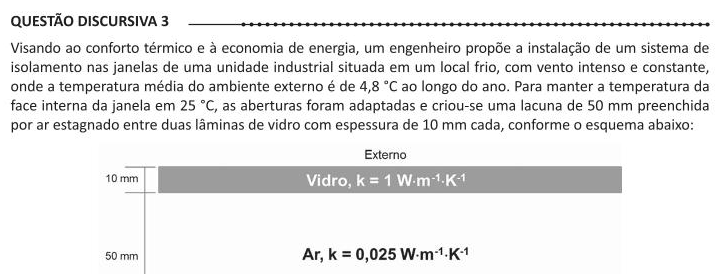 QUESTÃO DISCURSIVA 3
Visando ao conforto térmico e à economia de energia, um engenheiro propõe a instalação de um sistema de
isolamento nas janelas de uma unidade industrial situada em um local frio, com vento intenso e constante,
onde a temperatura média do ambiente externo é de 4,8 °C ao longo do ano. Para manter a temperatura da
face interna da janela em 25 °C, as aberturas foram adaptadas e criou-se uma lacuna de 50 mm preenchida
por ar estagnado entre duas lâminas de vidro com espessura de 10 mm cada, conforme o esquema abaixo:
Externo
10 mm Vidro, k = 1 W·m⁻¹·K⁻¹
50 mm Ar, k = 0,025 W·m⁻¹·K⁻¹